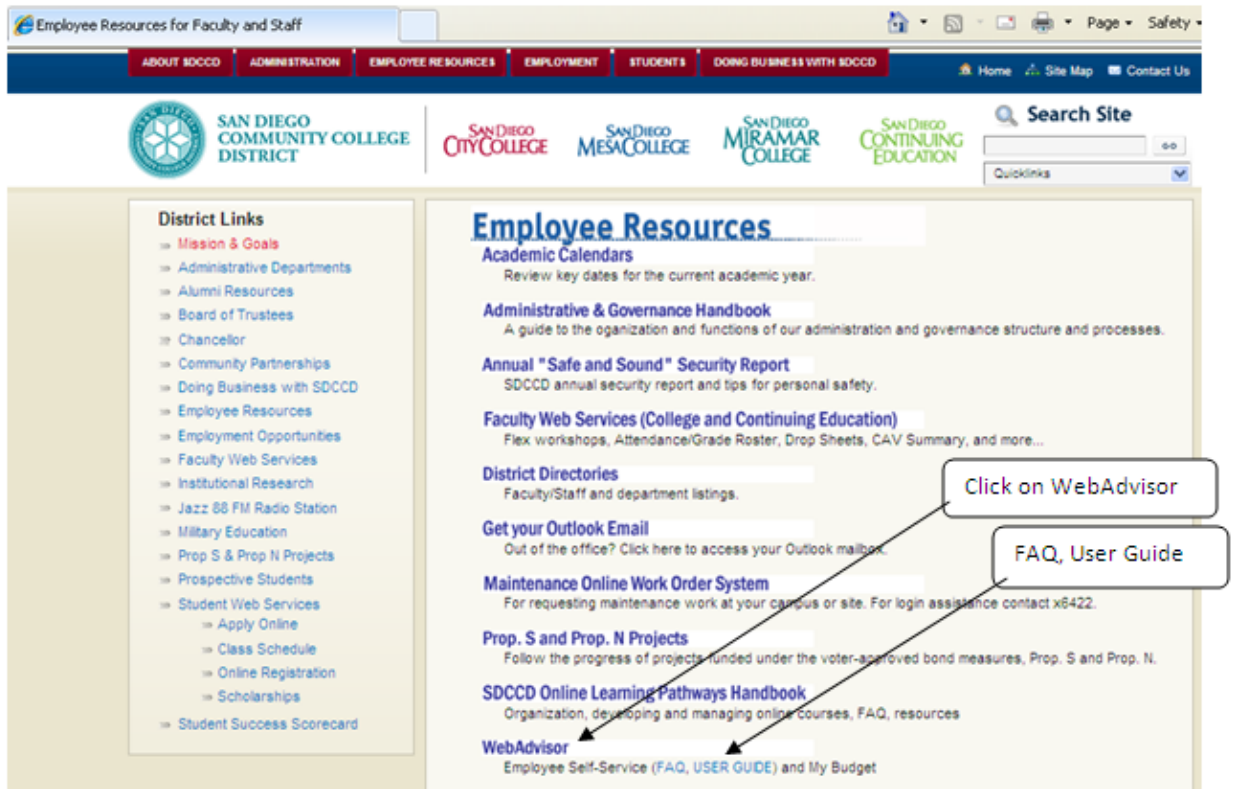 Employee Resources for Faculty and Staff
Page
Safety
ABOUT SDCCD
ADMINISTRATION
EMPLOYEE RESOURCES
EMPLOYMENT
STUDENTS
DOING BUSINESS WITH SDCCD
Home
Site Map
Contact Us
SAN DIEGO
COMMUNITY COLLEGE
DISTRICT
SAN DIEGO
CITY COLLEGE
SAN DIEGO
MESA COLLEGE
SAN DIEGO
MIRAMAR
COLLEGE
SAN DIEGO
CONTINUING
EDUCATION
Search Site
GO
Quicklinks
District Links
Mission & Goals
Administrative Departments
Alumni Resources
Board of Trustees
Chancellor
Community Partnerships
Doing Business with SDCCD
Employee Resources
Employment Opportunities
Faculty Web Services
Institutional Research
Jazz 88 FM Radio Station
Military Education
Prop S & Prop N Projects
Prospective Students
Student Web Services
Apply Online
Class Schedule
Online Registration
Scholarships
Student Success Scorecard
Employee Resources
Academic Calendars
Review key dates for the current academic year.
Administrative & Governance Handbook
A guide to the oganization and functions of our administration and governance structure and processes.
Annual "Safe and Sound" Security Report
SDCCD annual security report and tips for personal safety.
Faculty Web Services (College and Continuing Education)
Flex workshops, Attendance/Grade Roster, Drop Sheets, CAV Summary, and more...
District Directories
Faculty/Staff and department listings.
Get your Outlook Email
Out of the office? Click here to access your Outlook mailbox.
Maintenance Online Work Order System
For requesting maintenance work at your campus or site. For login assistance contact x6422.
Prop. S and Prop. N Projects
Follow the progress of projects funded under the voter-approved bond measures, Prop. S and Prop. N.
SDCCD Online Learning Pathways Handbook
Organization, developing and managing online courses, FAQ, resources
WebAdvisor
Employee Self-Service (FAQ, USER GUIDE) and My Budget
Click on WebAdvisor
FAQ, User Guide